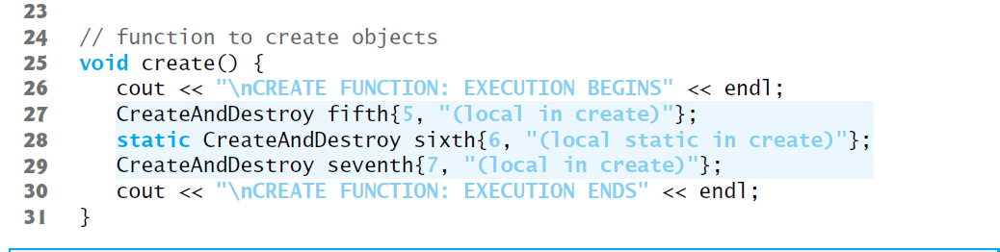 23
24 // function to create objects
25 void create() {
26    cout << "\nCREATE FUNCTION: EXECUTION BEGINS" << endl;
27    CreateAndDestroy fifth{5, "(local in create)"};
28    static CreateAndDestroy sixth{6, "(local static in create)"};
29    CreateAndDestroy seventh{7, "(local in create)"};
30    cout << "\nCREATE FUNCTION: EXECUTION ENDS" << endl;
31 }